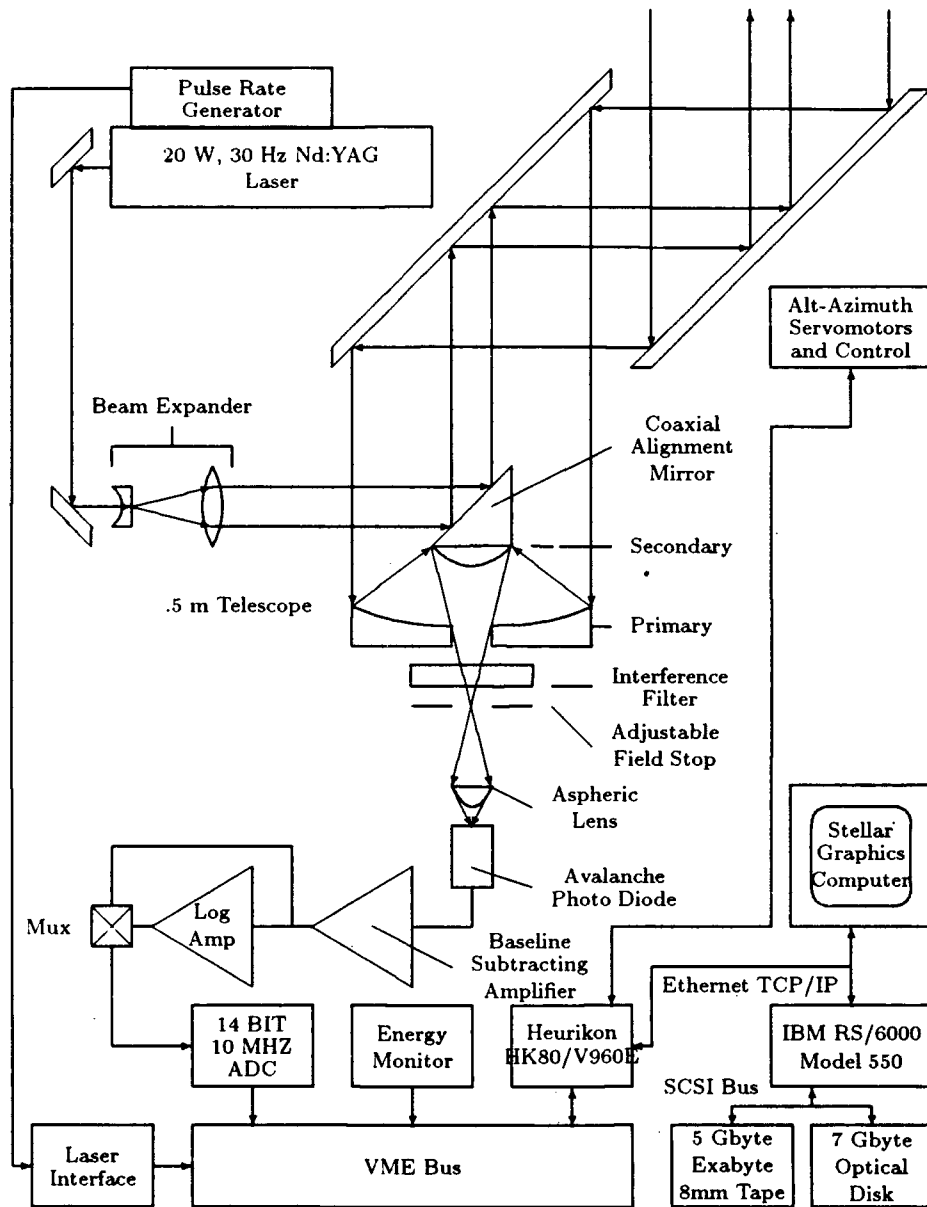 Pulse Rate
Generator
20 W, 30 Hz Nd:YAG
Laser
Alt-Azimuth
Servomotors
and Control
Beam Expander
Coaxial
Alignment
Mirror
Secondary
.5 m Telescope
Primary
Interference
Filter
Adjustable
Field Stop
Aspheric
Lens
Stellar
Graphics
Computer
Avalanche
Photo Diode
Mux
Log
Amp
Baseline
Subtracting
Amplifier
Ethernet TCP/IP
14 BIT
10 MHZ
ADC
Energy
Monitor
Heurikon
HK80/V960E
IBM RS/6000
Model 550
SCSI Bus
Laser
Interface
VME Bus
5 Gbyte
Exabyte
8mm Tape
7 Gbyte
Optical
Disk